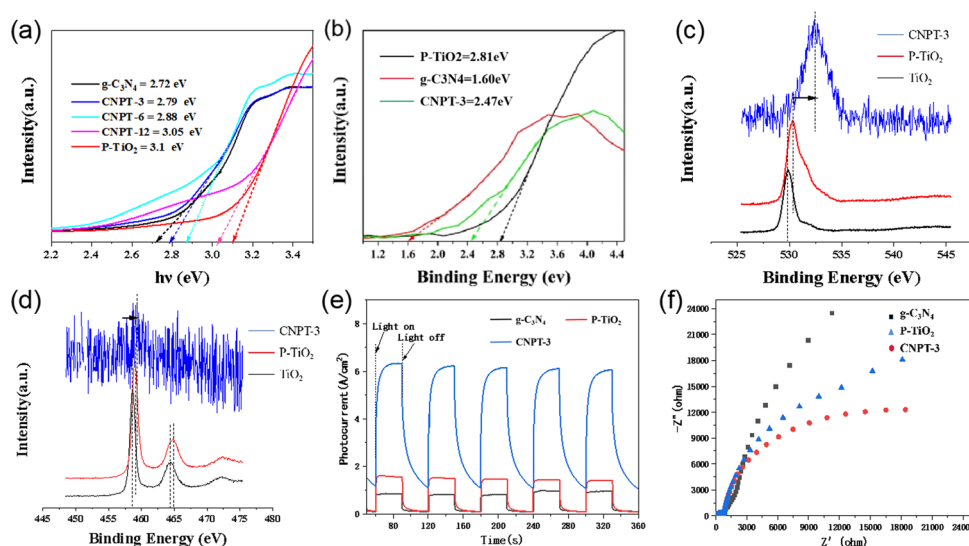 (a)
Intensity(a.u.)
g-C₃N₄ = 2.72 eV
CNPT-3 = 2.79 eV
CNPT-6 = 2.88 eV
CNPT-12 = 3.05 eV
P-TiO₂ = 3.1 eV
2.2 2.4 2.6 2.8 3.0 3.2 3.4
hν (eV)
(b)
Intensity(a.u.)
P-TiO2=2.81eV
g-C3N4=1.60eV
CNPT-3=2.47eV
1.2 1.6 2.0 2.4 2.8 3.2 3.6 4.0 4.4
Binding Energy (ev)
(c)
Intensity(a.u.)
CNPT-3
P-TiO₂
TiO₂
525 530 535 540 545
Binding Energy (eV)
(d)
Intensity(a.u.)
CNPT-3
P-TiO₂
TiO₂
445 450 455 460 465 470 475 480
Binding Energy (eV)
(e)
Photocurrent(A/cm²)
8
6
4
2
0
g-C₃N₄
P-TiO₂
CNPT-3
Light on
Light off
60 120 180 240 300 360
Time(s)
(f)
-Z″(ohm)
24000
21000
18000
15000
12000
9000
6000
3000
0
g-C₃N₄
P-TiO₂
CNPT-3
0 3000 6000 9000 12000 15000 18000 21000 24000
Z′ (ohm)